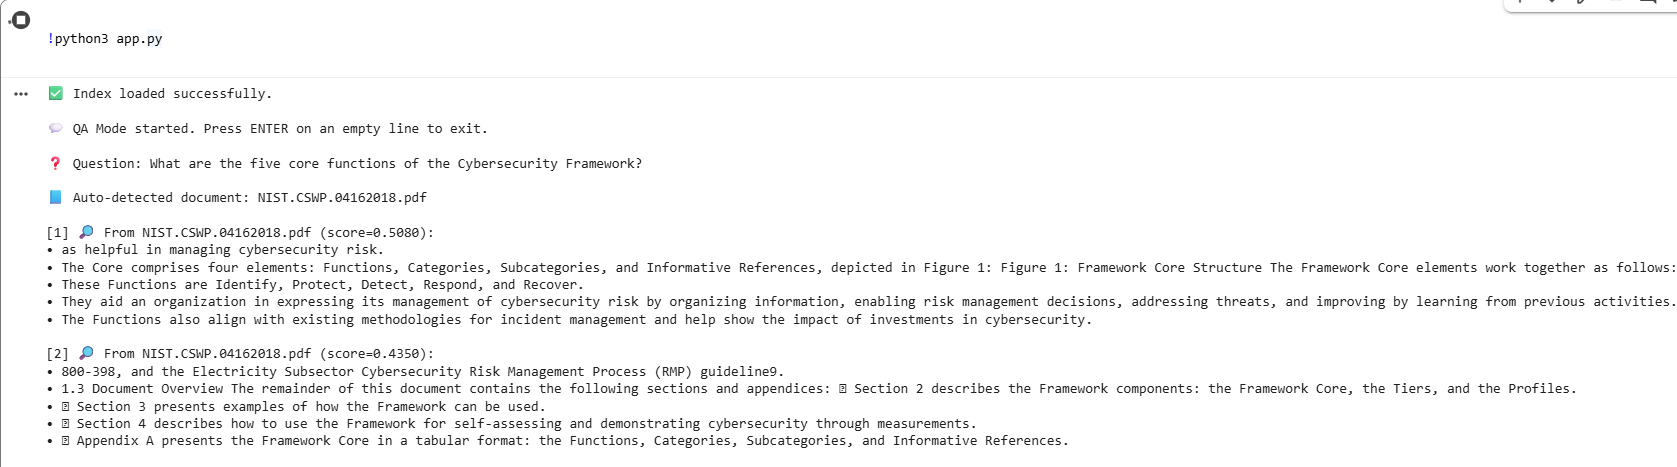 !python3 app.py
✅ Index loaded successfully.
💬 QA Mode started. Press ENTER on an empty line to exit.
❓ Question: What are the five core functions of the Cybersecurity Framework?
📘 Auto-detected document: NIST.CSWP.04162018.pdf
[1] 🔎 From NIST.CSWP.04162018.pdf (score=0.5080):
• as helpful in managing cybersecurity risk.
• The Core comprises four elements: Functions, Categories, Subcategories, and Informative References, depicted in Figure 1: Figure 1: Framework Core Structure The Framework Core elements work together as follows:
• These Functions are Identify, Protect, Detect, Respond, and Recover.
• They aid an organization in expressing its management of cybersecurity risk by organizing information, enabling risk management decisions, addressing threats, and improving by learning from previous activities.
• The Functions also align with existing methodologies for incident management and help show the impact of investments in cybersecurity.
[2] 🔎 From NIST.CSWP.04162018.pdf (score=0.4350):
• 800-398, and the Electricity Subsector Cybersecurity Risk Management Process (RMP) guideline9.
• 1.3 Document Overview The remainder of this document contains the following sections and appendices:  Section 2 describes the Framework components: the Framework Core, the Tiers, and the Profiles.
•  Section 3 presents examples of how the Framework can be used.
•  Section 4 describes how to use the Framework for self-assessing and demonstrating cybersecurity through measurements.
•  Appendix A presents the Framework Core in a tabular format: the Functions, Categories, Subcategories, and Informative References.